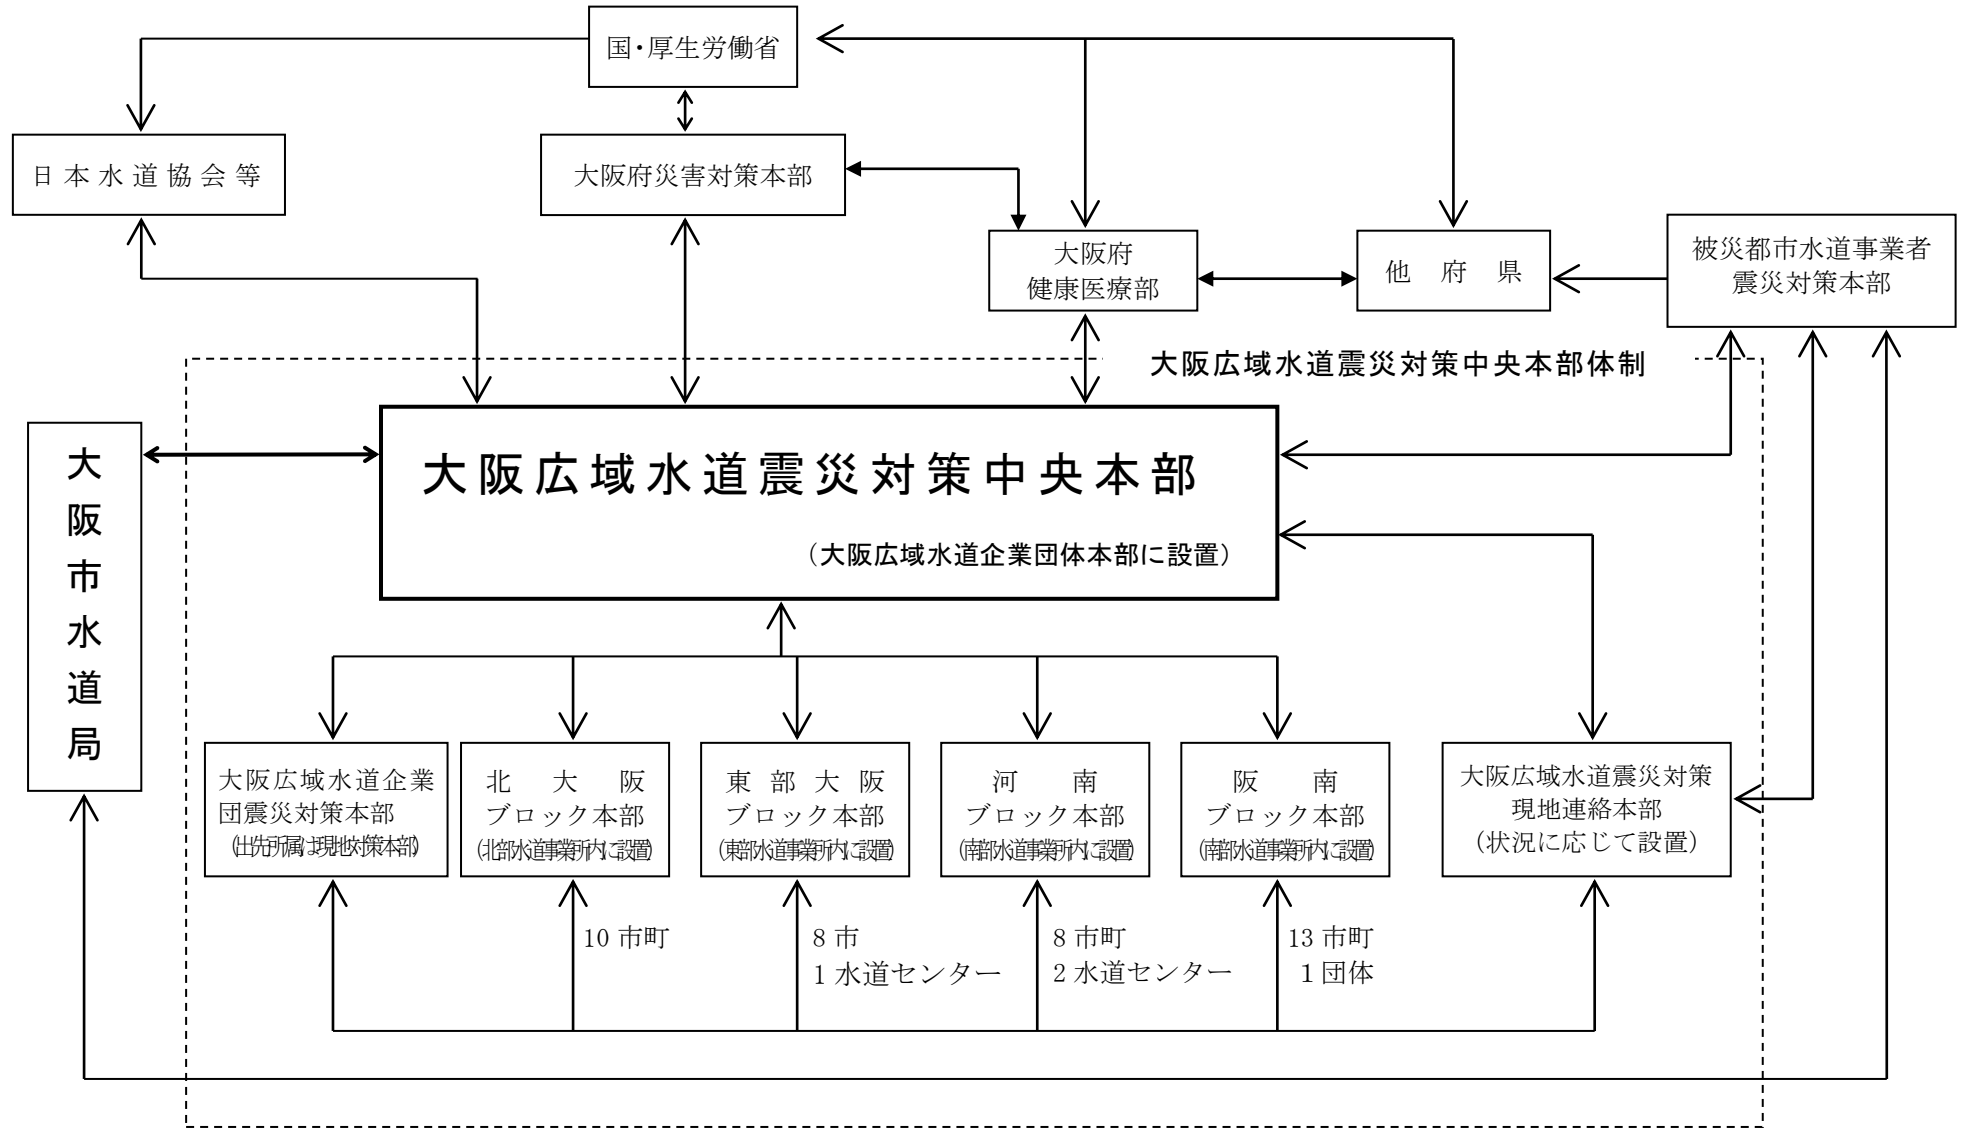 国・厚生労働省
日本水道協会等
大阪府災害対策本部
大阪府
健康医療部
他府県
被災都市水道事業者
震災対策本部
大阪広域水道震災対策中央本部体制
大阪市水道局
大阪広域水道震災対策中央本部
（大阪広域水道企業団体本部に設置）
大阪広域水道企業
団震災対策本部
（出先所属は現地対策本部）
北大阪
ブロック本部
（北部水道事業所内に設置）
東部大阪
ブロック本部
（東部水道事業所内に設置）
河南
ブロック本部
（南部水道事業所内に設置）
阪南
ブロック本部
（南部水道事業所内に設置）
大阪広域水道震災対策
現地連絡本部
（状況に応じて設置）
10 市町
8 市
1 水道センター
8 市町
2 水道センター
13 市町
１団体